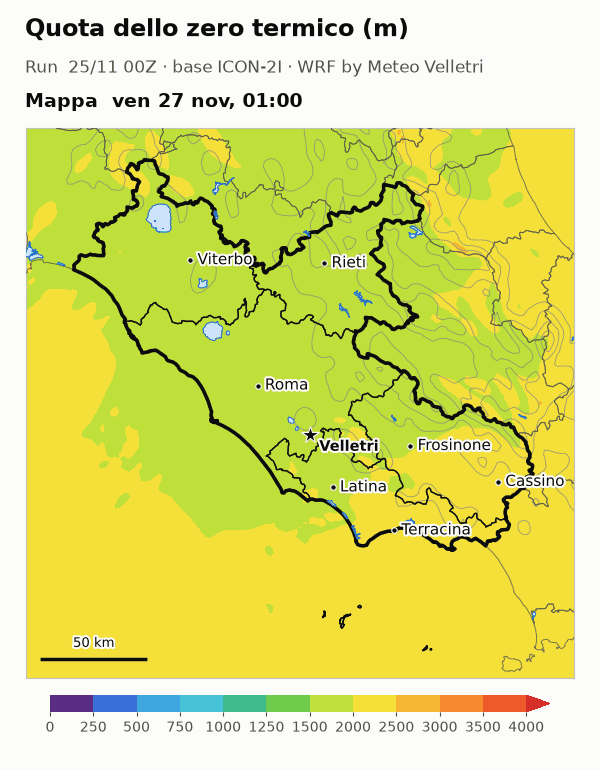 Quota dello zero termico (m)
Run  25/11 00Z · base ICON-2I · WRF by Meteo Velletri
Mappa  ven 27 nov, 01:00
Viterbo
Rieti
Roma
Velletri
Frosinone
Latina
Cassino
Terracina
50 km
0 250 500 750 1000 1250 1500 2000 2500 3000 3500 4000